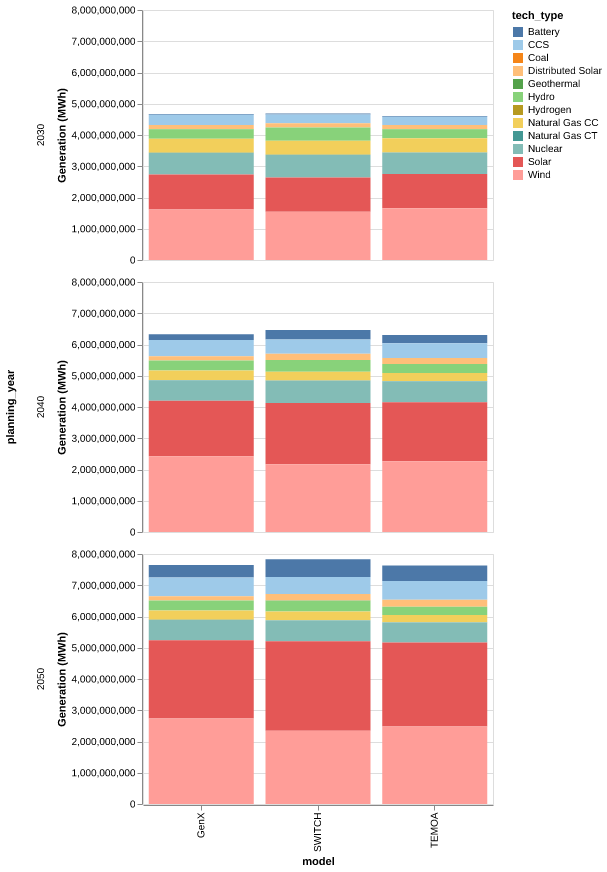 tech_type
Battery
CCS
Coal
Distributed Solar
Geothermal
Hydro
Hydrogen
Natural Gas CC
Natural Gas CT
Nuclear
Solar
Wind
planning_year
2030
Generation (MWh)
8,000,000,000
7,000,000,000
6,000,000,000
5,000,000,000
4,000,000,000
3,000,000,000
2,000,000,000
1,000,000,000
0
2040
Generation (MWh)
8,000,000,000
7,000,000,000
6,000,000,000
5,000,000,000
4,000,000,000
3,000,000,000
2,000,000,000
1,000,000,000
0
2050
Generation (MWh)
8,000,000,000
7,000,000,000
6,000,000,000
5,000,000,000
4,000,000,000
3,000,000,000
2,000,000,000
1,000,000,000
0
GenX
SWITCH
TEMOA
model